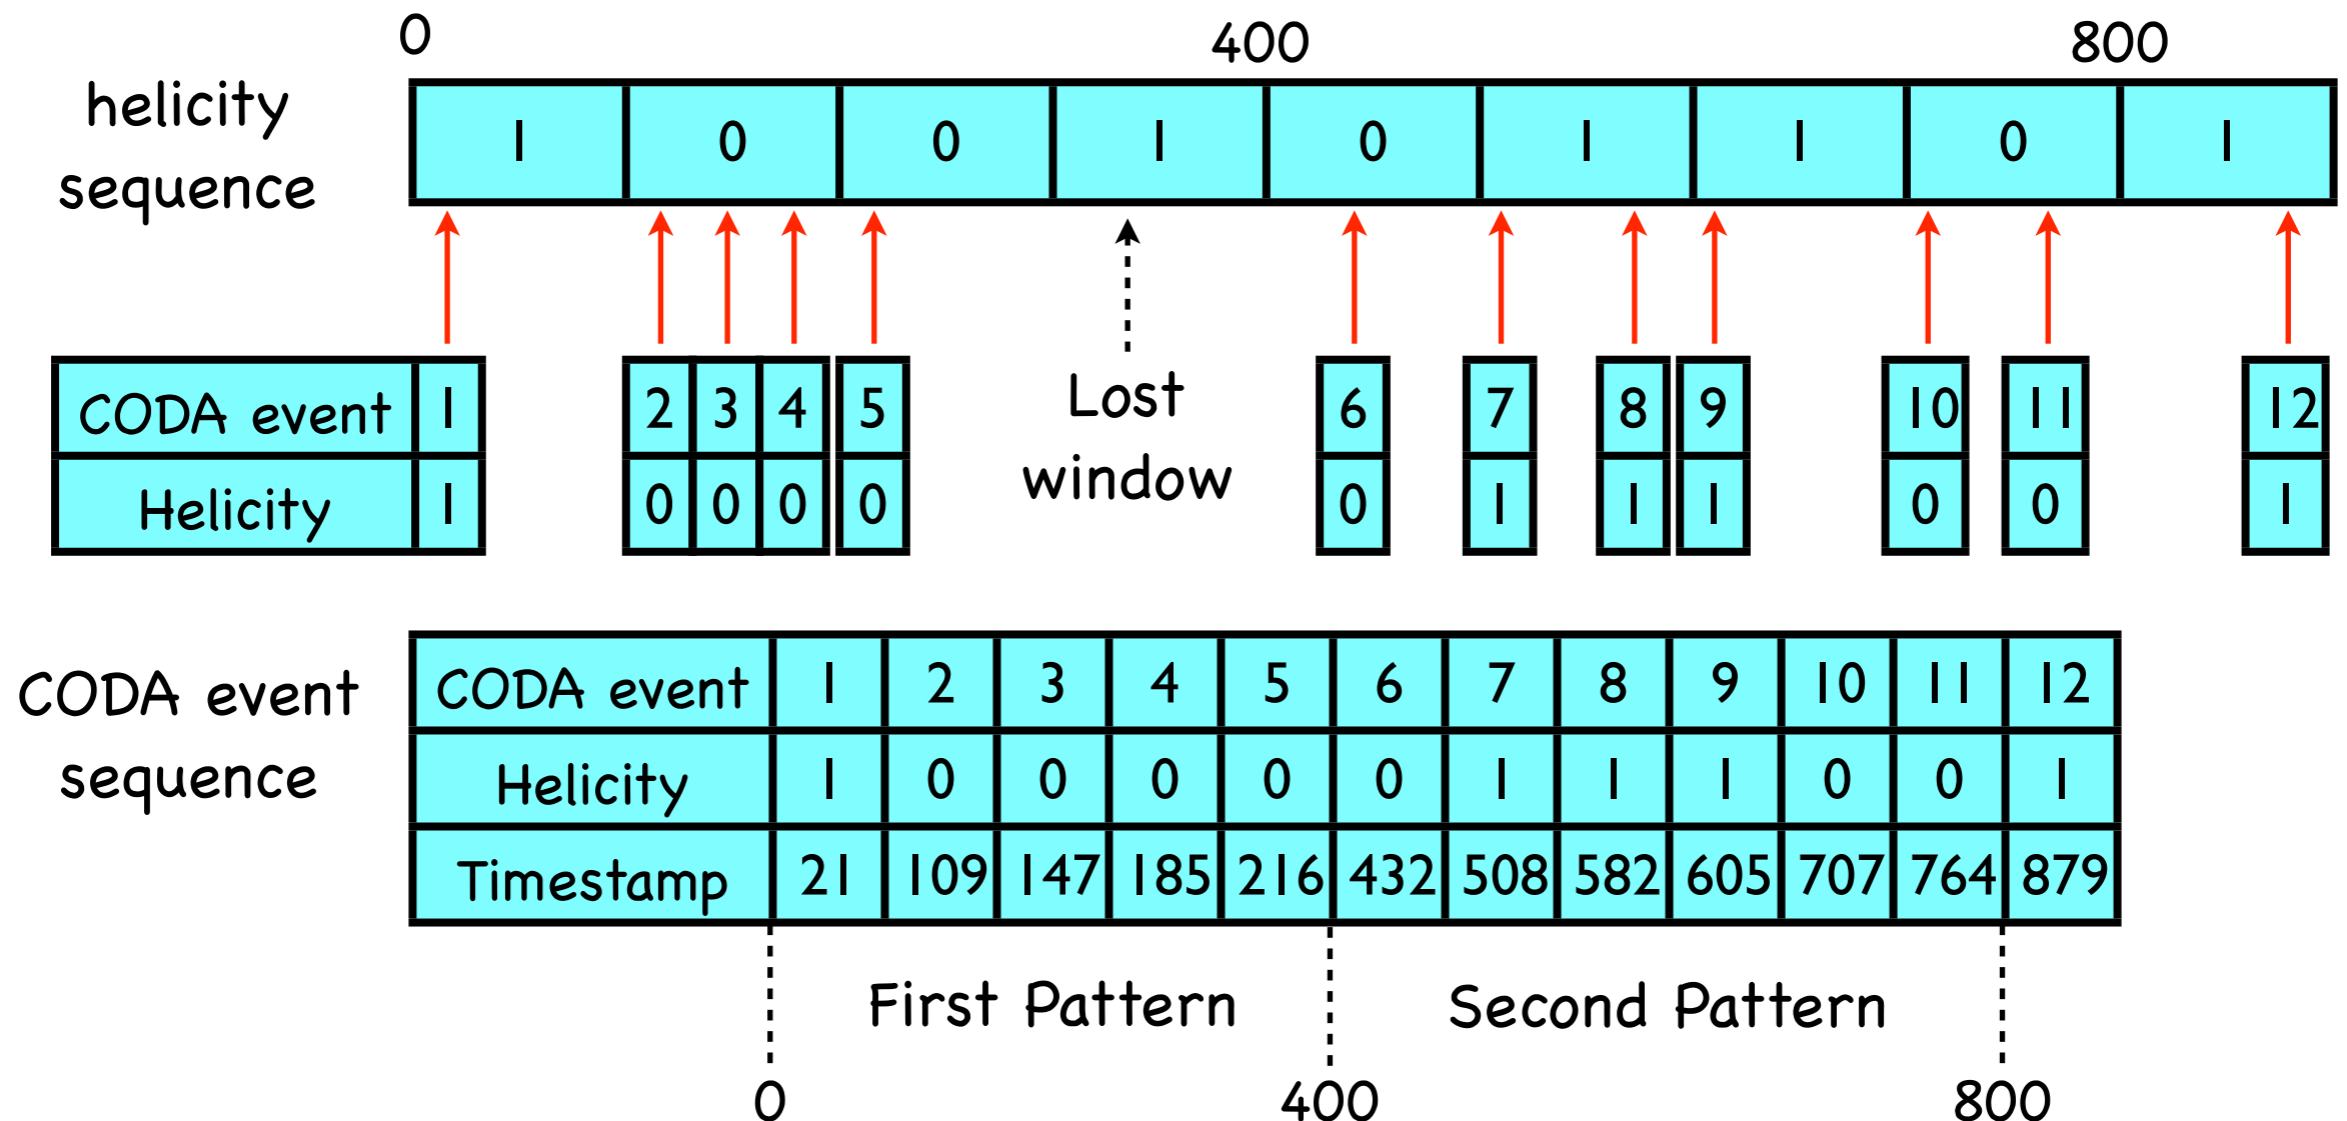 0 400 800
helicity sequence
1 0 0 1 0 1 1 0 1
CODA event 1 2 3 4 5 6 7 8 9 10 11 12
Lost window
Helicity 1 0 0 0 0 0 1 1 1 0 0 1
CODA event sequence
CODA event 1 2 3 4 5 6 7 8 9 10 11 12
Helicity 1 0 0 0 0 0 1 1 1 0 0 1
Timestamp 21 109 147 185 216 432 508 582 605 707 764 879
First Pattern Second Pattern
0 400 800